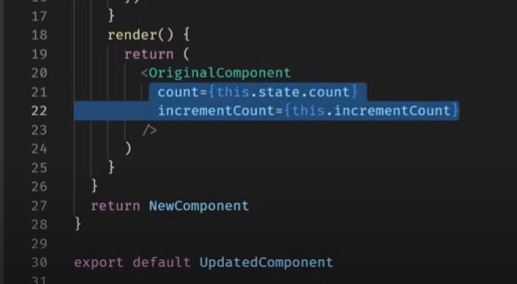 17 }
18 render() {
19 return (
20 <OriginalComponent
21 count={this.state.count}
22 incrementCount={this.incrementCount}
23 />
24 )
25 }
26 }
27 return NewComponent
28 }
29
30 export default UpdatedComponent
31